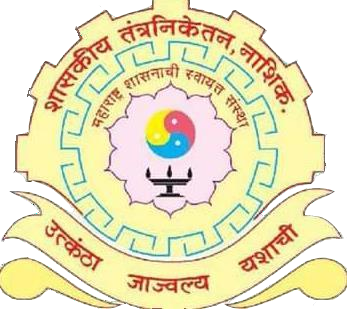 शासकीय तंत्रनिकेतन, नाशिक.
महाराष्ट्र शासनाची स्वायत संस्था
उत्कंठा जाज्वल्य यशाची